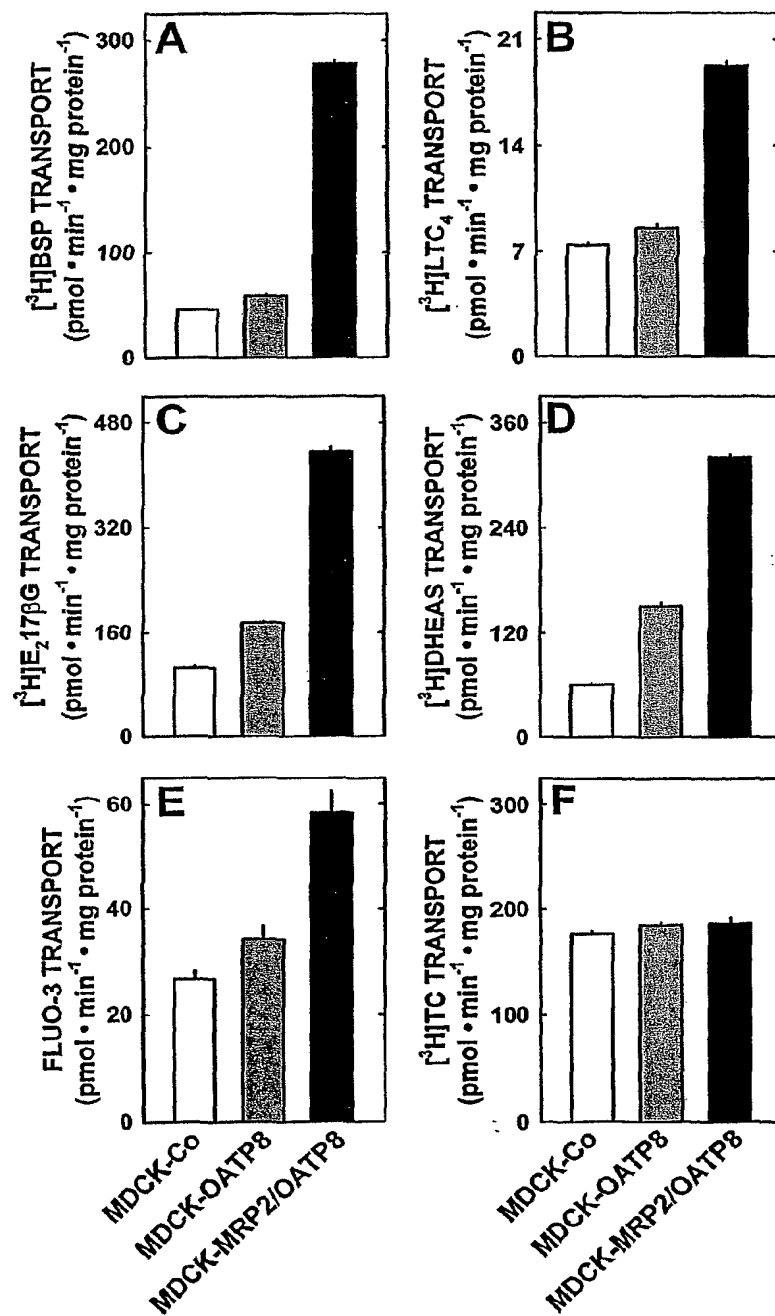 A
[³H]BSP TRANSPORT
(pmol • min⁻¹ • mg protein⁻¹)
300
200
100
0
B
[³H]LTC₄ TRANSPORT
(pmol • min⁻¹ • mg protein⁻¹)
21
14
7
0
C
[³H]E₂17βG TRANSPORT
(pmol • min⁻¹ • mg protein⁻¹)
480
320
160
0
D
[³H]DHEAS TRANSPORT
(pmol • min⁻¹ • mg protein⁻¹)
360
240
120
0
E
FLUO-3 TRANSPORT
(pmol • min⁻¹ • mg protein⁻¹)
60
40
20
0
F
[³H]TC TRANSPORT
(pmol • min⁻¹ • mg protein⁻¹)
300
200
100
0
MDCK-Co
MDCK-OATP8
MDCK-MRP2/OATP8
MDCK-Co
MDCK-OATP8
MDCK-MRP2/OATP8